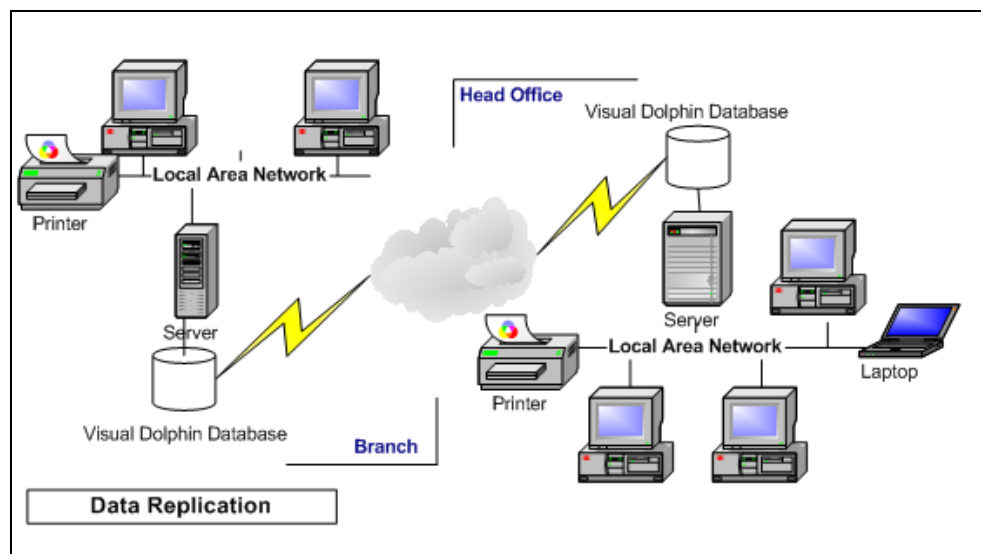 Head Office
Visual Dolphin Database
Local Area Network
Printer
Server
Server
Local Area Network
Laptop
Printer
Visual Dolphin Database
Branch
Data Replication